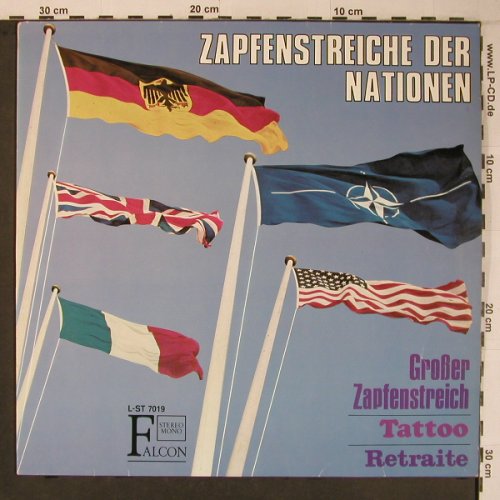 30 cm
20 cm
10 cm
ZAPFENSTREICHE DER
NATIONEN
www.LP-CD.de
10 cm
20 cm
30 cm
Großer
Zapfenstreich
Tattoo
Retraite
L-ST 7019
STEREO
MONO
FALCON